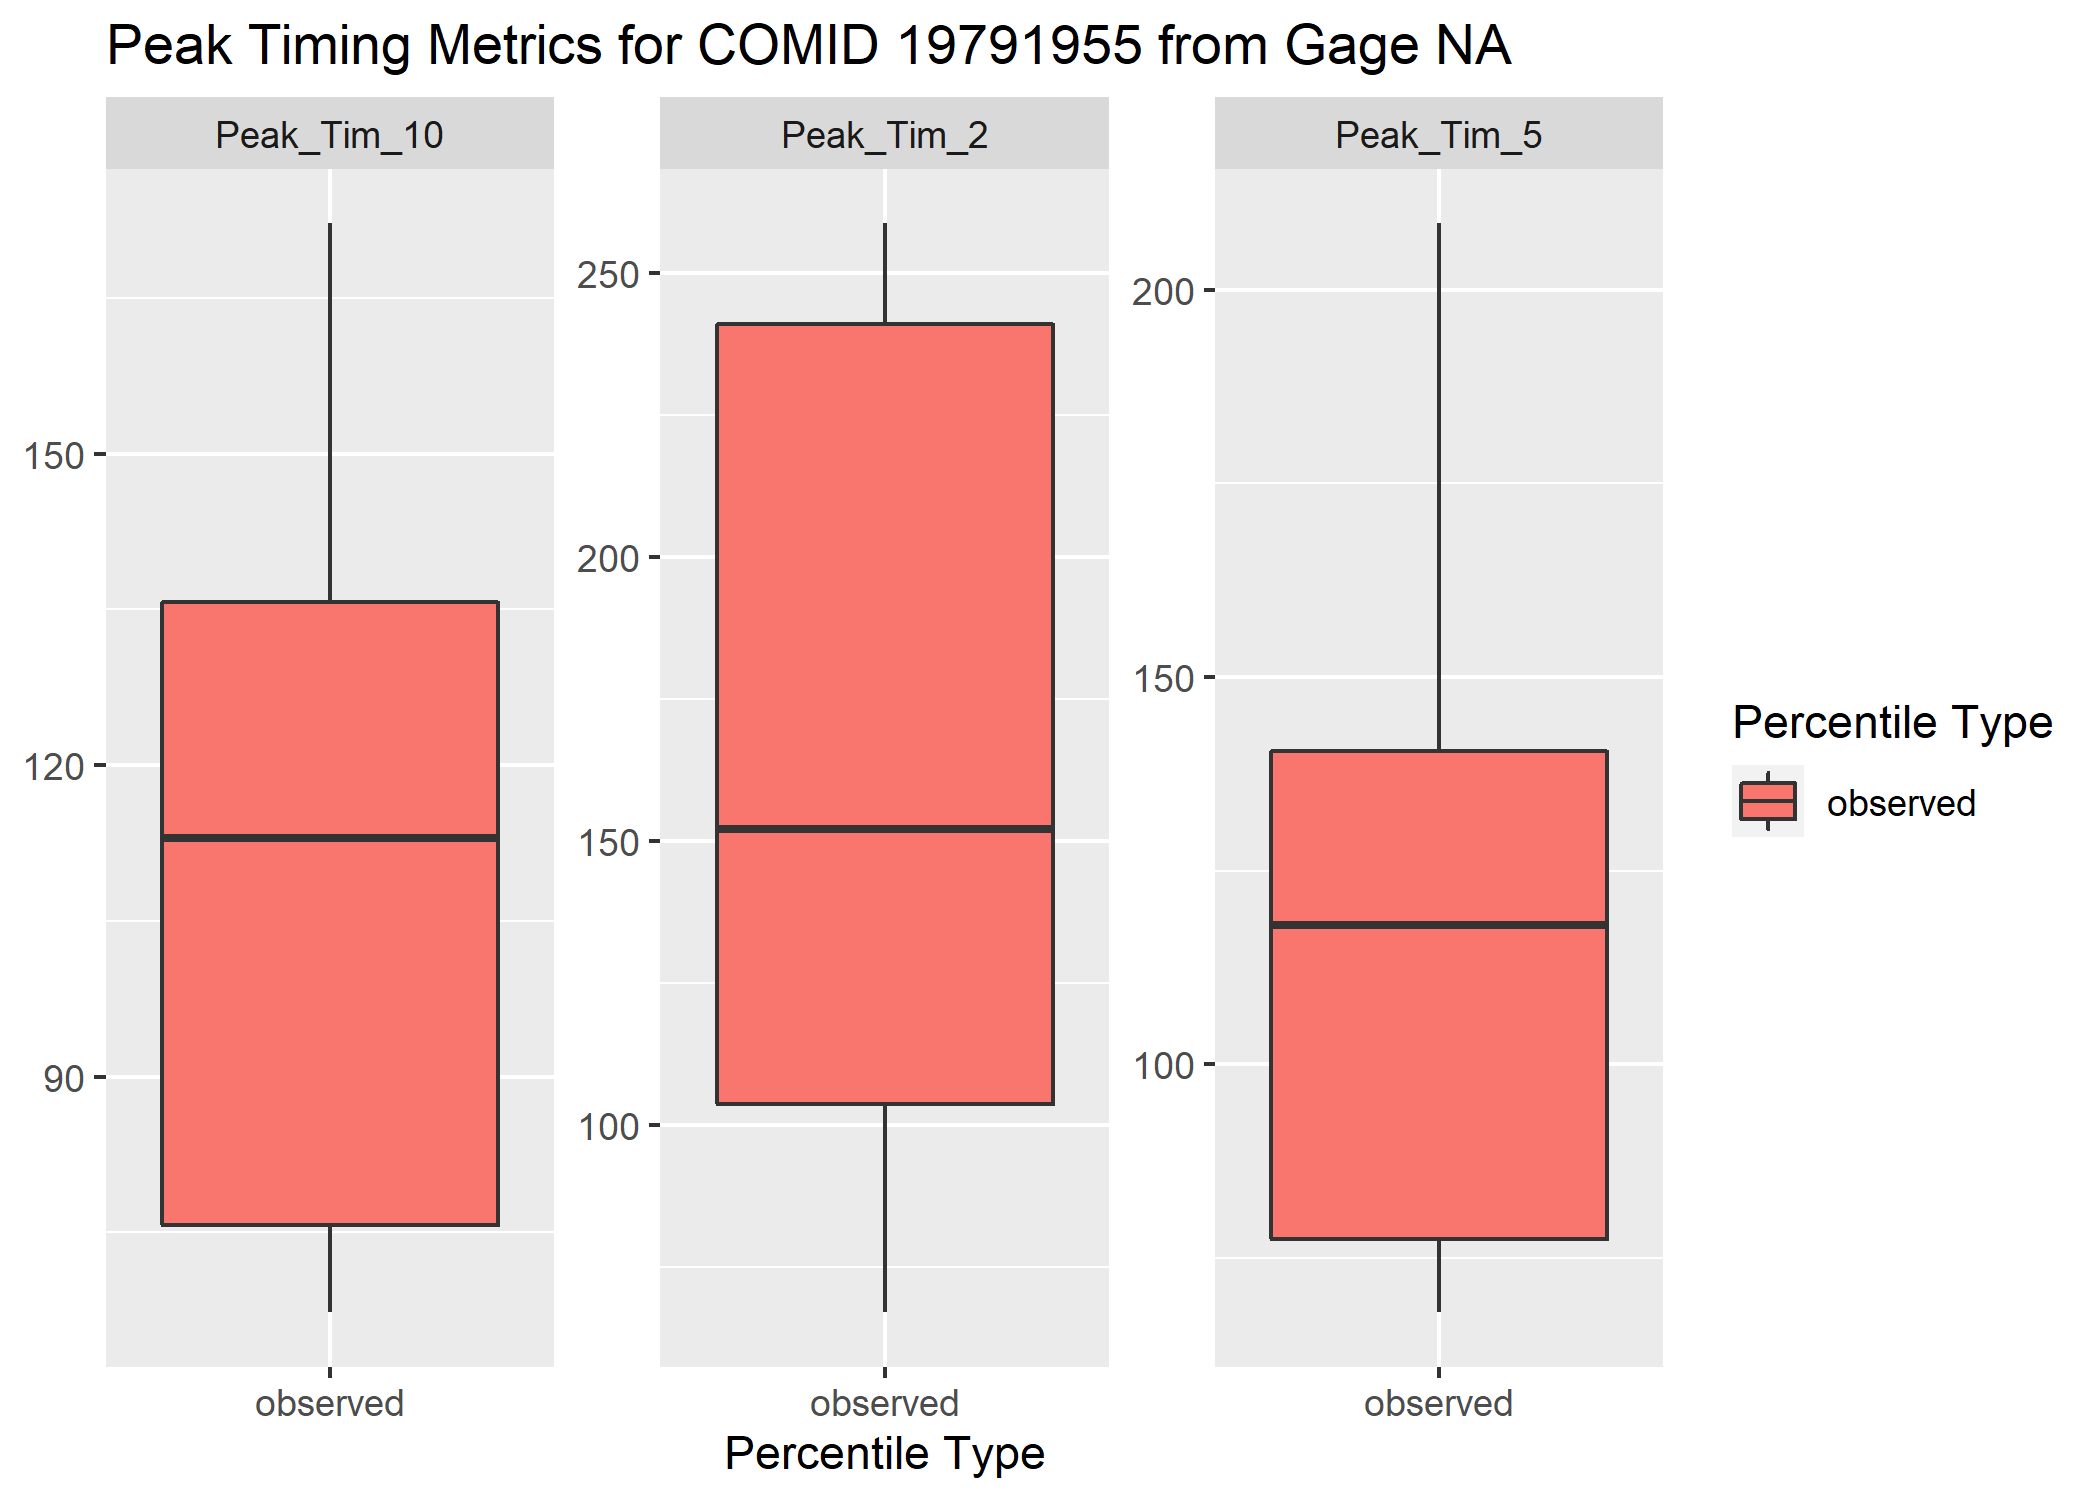 Peak Timing Metrics for COMID 19791955 from Gage NA
Peak_Tim_10
Peak_Tim_2
Peak_Tim_5
150
120
90
250
200
150
100
200
150
100
observed
observed
observed
Percentile Type
Percentile Type
observed